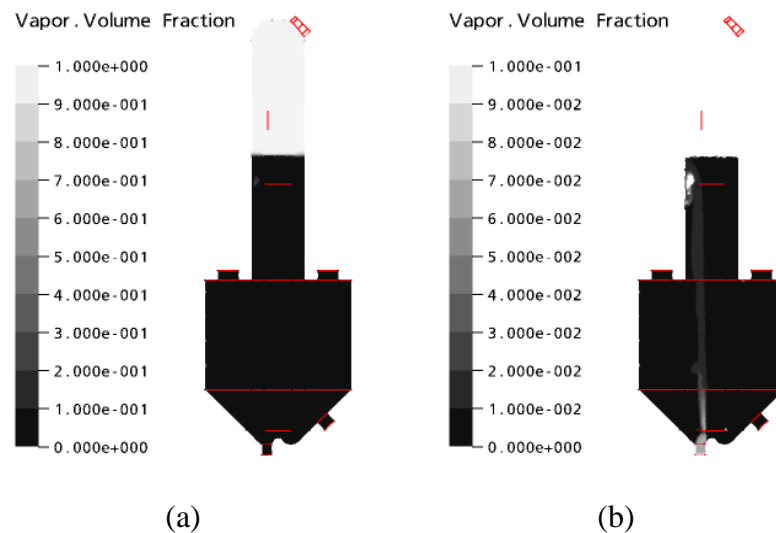 Vapor . Volume Fraction
1.000e+000
9.000e-001
8.000e-001
7.000e-001
6.000e-001
5.000e-001
4.000e-001
3.000e-001
2.000e-001
1.000e-001
0.000e+000
(a)
Vapor . Volume Fraction
1.000e-001
9.000e-002
8.000e-002
7.000e-002
6.000e-002
5.000e-002
4.000e-002
3.000e-002
2.000e-002
1.000e-002
0.000e+000
(b)